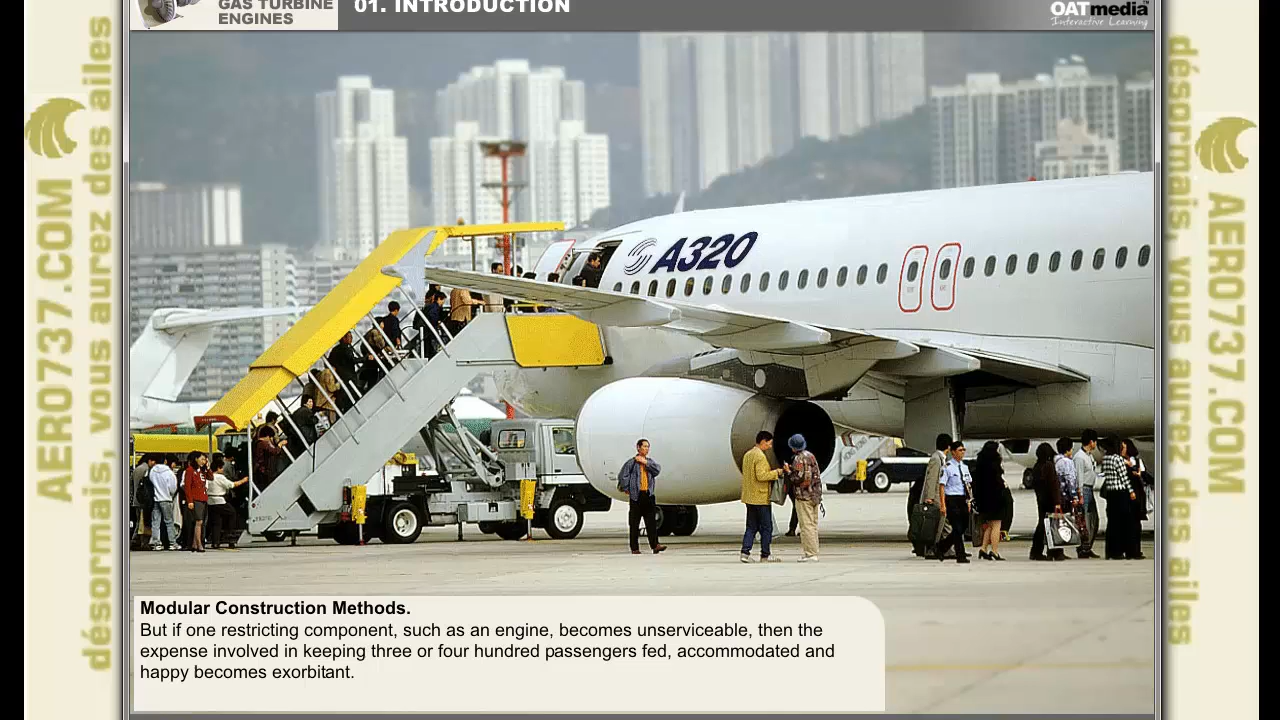 GAS TURBINE
ENGINES
01. INTRODUCTION
OATmedia™
Interactive Learning
AERO737.COM
désormais, vous aurez des ailes
A320
AERO737.COM
désormais, vous aurez des ailes
Modular Construction Methods.
But if one restricting component, such as an engine, becomes unserviceable, then the
expense involved in keeping three or four hundred passengers fed, accommodated and
happy becomes exorbitant.